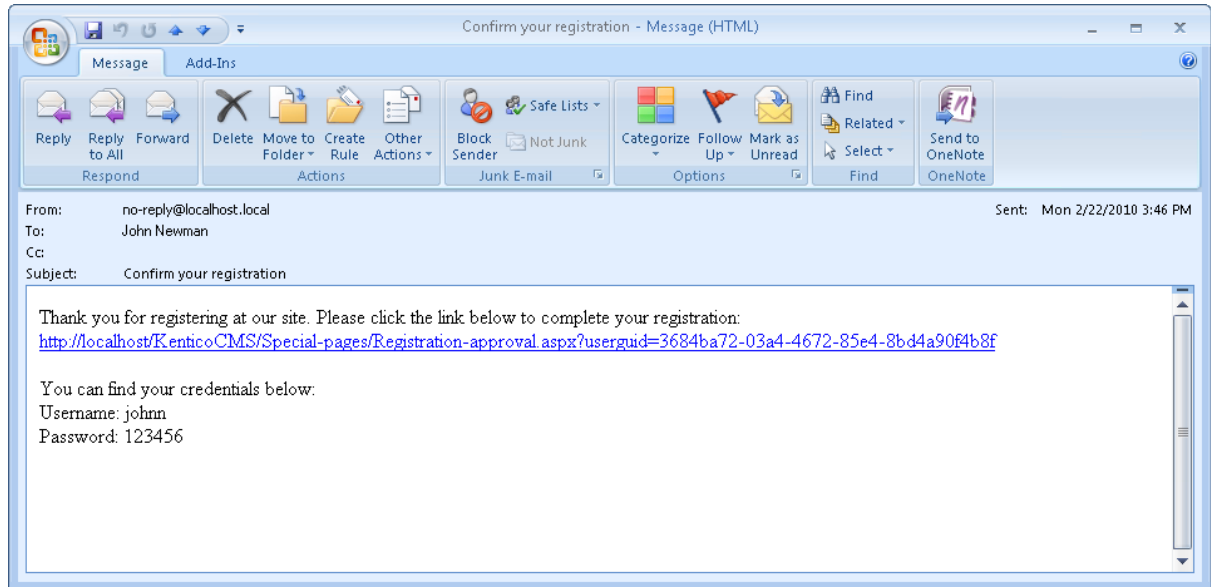 Confirm your registration - Message (HTML)
Message Add-Ins
Reply Reply to All Forward Delete Move to Folder Create Rule Other Actions Block Sender Safe Lists Not Junk Categorize Follow Up Mark as Unread Find Related Select Send to OneNote
Respond Actions Junk E-mail Options Find OneNote
From: no-reply@localhost.local Sent: Mon 2/22/2010 3:46 PM
To: John Newman
Cc:
Subject: Confirm your registration
Thank you for registering at our site. Please click the link below to complete your registration:
http://localhost/KenticoCMS/Special-pages/Registration-approval.aspx?userguid=3684ba72-03a4-4672-85e4-8bd4a90f4b8f
You can find your credentials below:
Username: johnn
Password: 123456